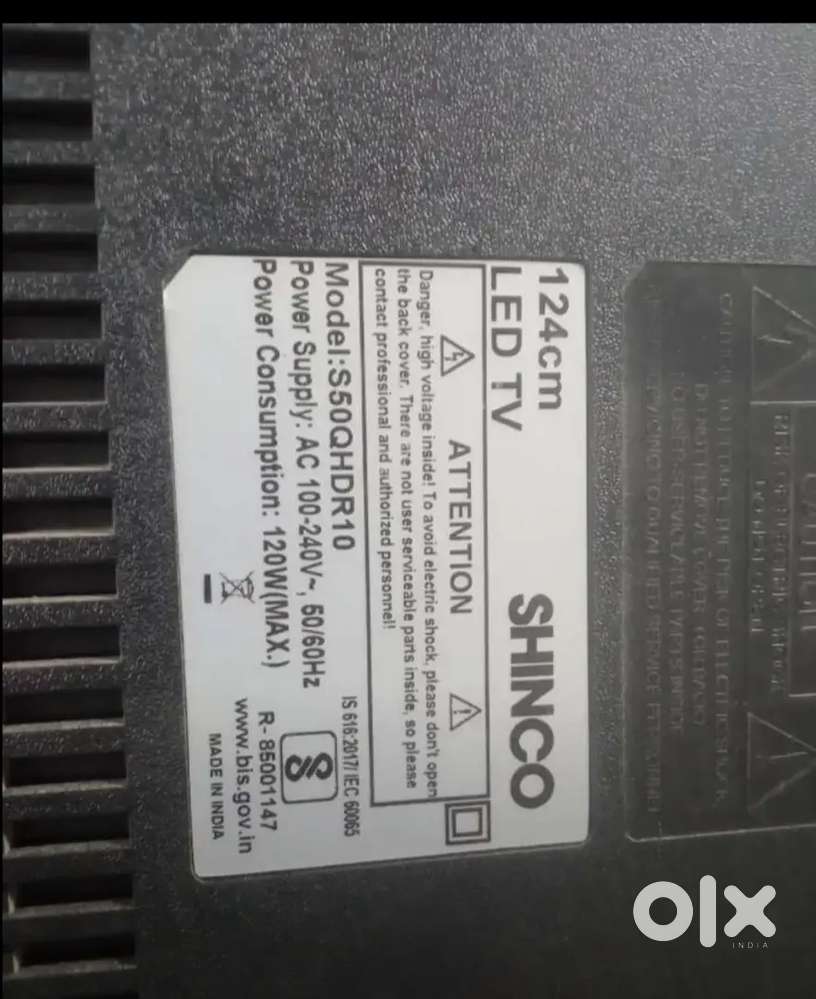 124cm
LED TV
SHINCO
ATTENTION
Danger, high voltage inside! To avoid electric shock, please don't open
the back cover. There are not user serviceable parts inside, so please
contact professional and authorized personnel!
Model:S50QHDR10
Power Supply: AC 100-240V~, 50/60Hz
Power Consumption: 120W(MAX.)
IS 616:2017/ IEC 60065
R- 85001147
www.bis.gov.in
MADE IN INDIA
CAUTION
olx
INDIA